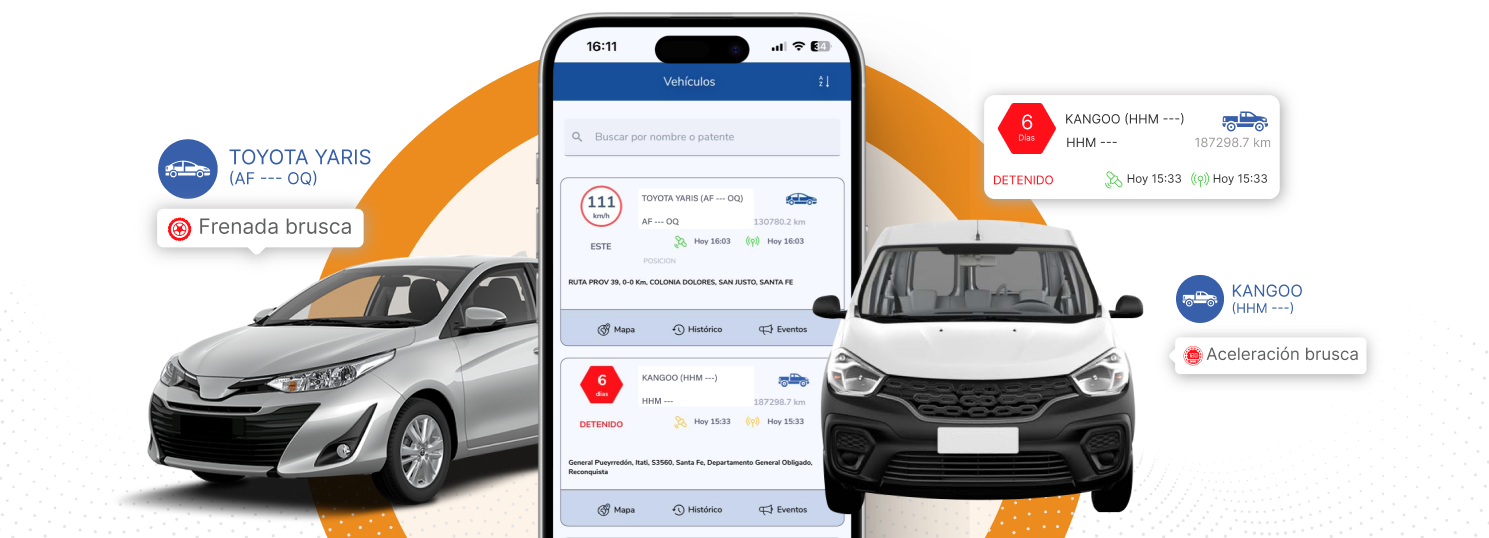 TOYOTA YARIS
(AF --- OQ)
Frenada brusca
16:11
34
Vehículos
A
Z
Buscar por nombre o patente
111
km/h
ESTE
TOYOTA YARIS (AF --- OQ)
AF --- OQ
130780.2 km
Hoy 16:03
Hoy 16:03
POSICION
RUTA PROV 39, 0-0 Km, COLONIA DOLORES, SAN JUSTO, SANTA FE
Mapa
Histórico
Eventos
6
días
DETENIDO
KANGOO (HHM ---)
HHM ---
187298.7 km
Hoy 15:33
Hoy 15:33
General Pueyrredón, Itati, S3560, Santa Fe, Departamento General Obligado,
Reconquista
Mapa
Histórico
Eventos
6
Días
DETENIDO
KANGOO (HHM ---)
HHM ---
187298.7 km
Hoy 15:33
Hoy 15:33
KANGOO
(HHM ---)
Aceleración brusca